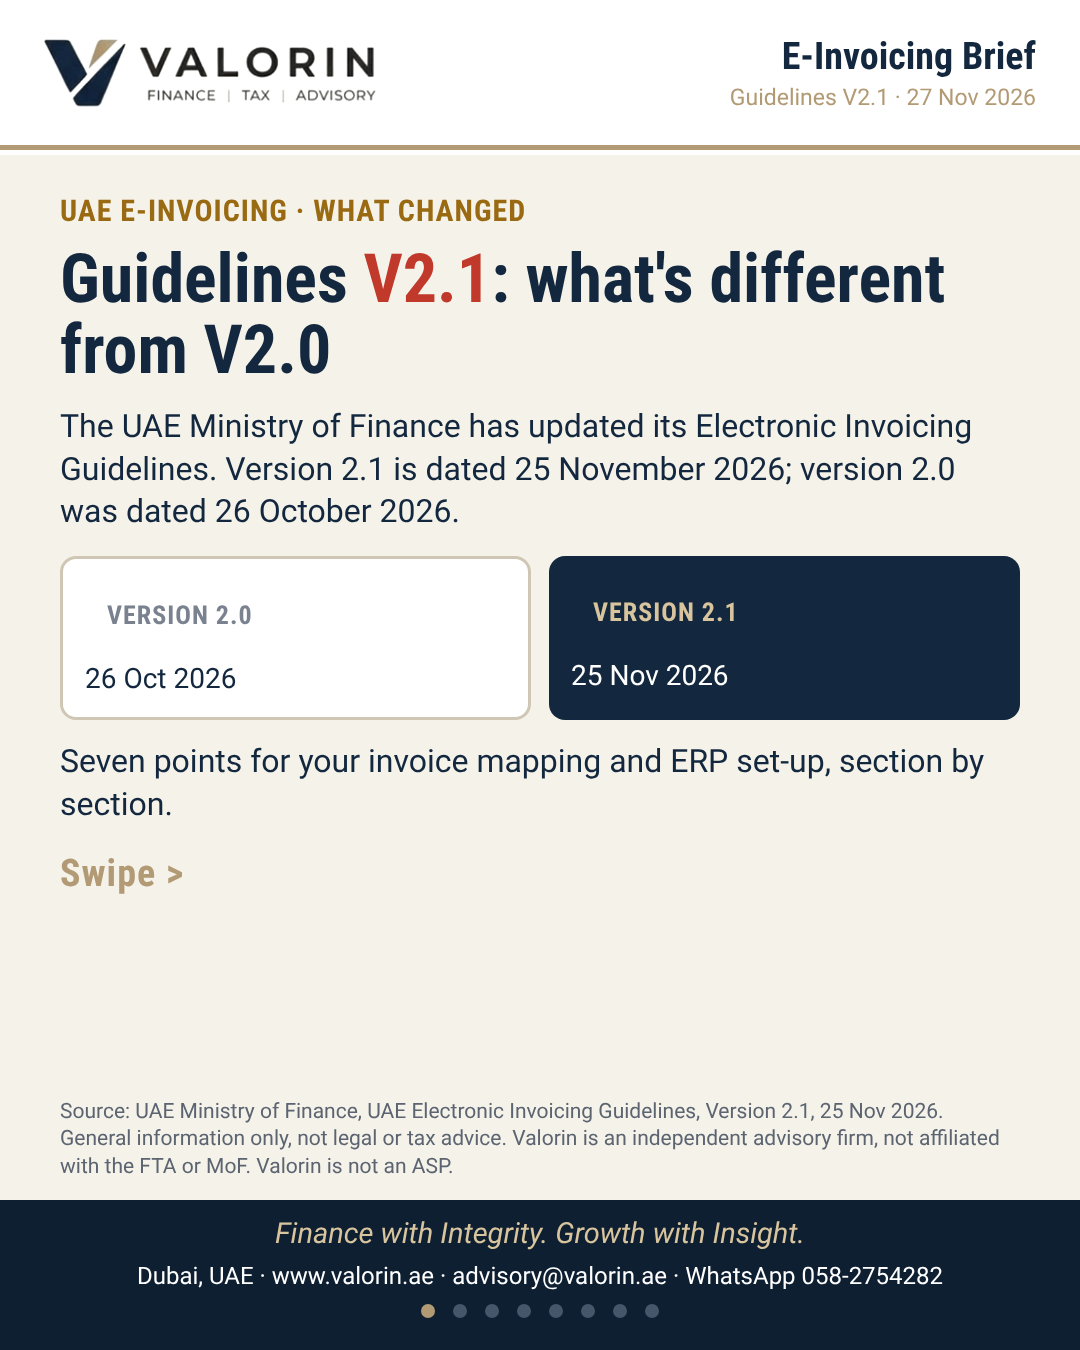 VALORIN
FINANCE | TAX | ADVISORY
E-Invoicing Brief
Guidelines V2.1 · 27 Nov 2026
UAE E-INVOICING · WHAT CHANGED
Guidelines V2.1: what's different
from V2.0
The UAE Ministry of Finance has updated its Electronic Invoicing
Guidelines. Version 2.1 is dated 25 November 2026; version 2.0
was dated 26 October 2026.
VERSION 2.0
26 Oct 2026
VERSION 2.1
25 Nov 2026
Seven points for your invoice mapping and ERP set-up, section by
section.
Swipe >
Source: UAE Ministry of Finance, UAE Electronic Invoicing Guidelines, Version 2.1, 25 Nov 2026.
General information only, not legal or tax advice. Valorin is an independent advisory firm, not affiliated
with the FTA or MoF. Valorin is not an ASP.
Finance with Integrity. Growth with Insight.
Dubai, UAE · www.valorin.ae · advisory@valorin.ae · WhatsApp 058-2754282